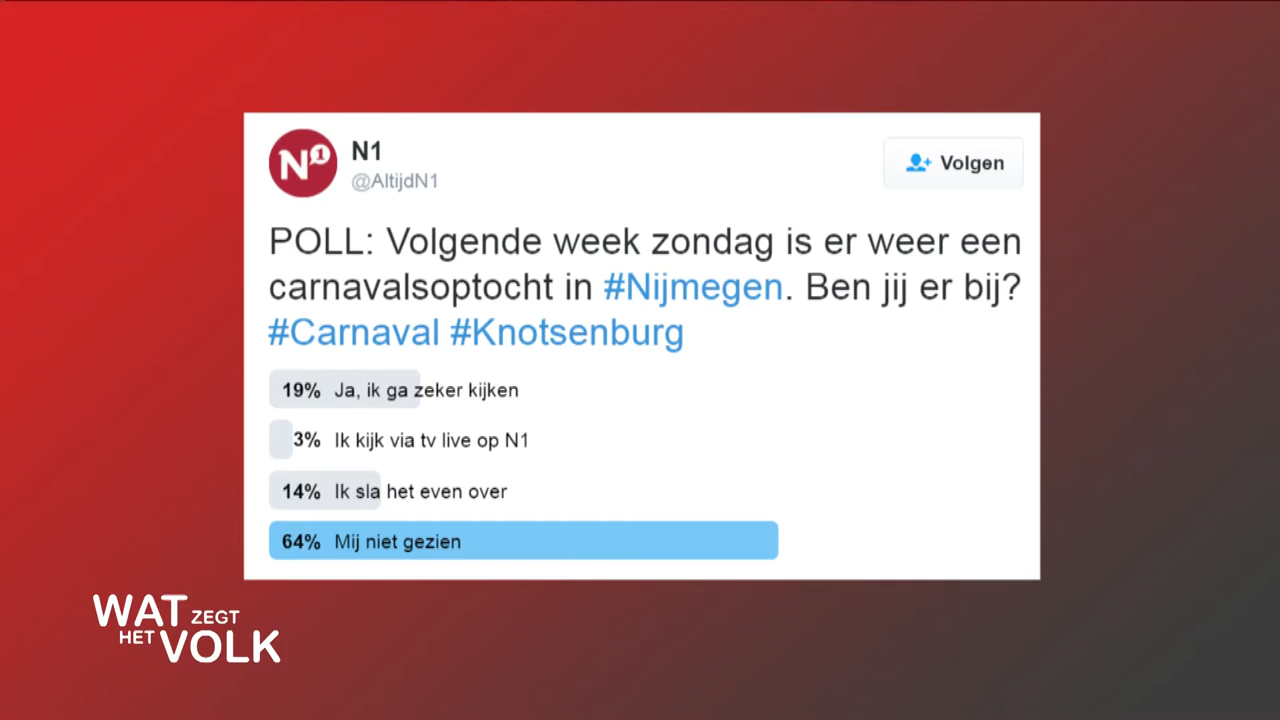 N1
N1
@AltijdN1
Volgen
POLL: Volgende week zondag is er weer een
carnavalsoptocht in #Nijmegen. Ben jij er bij?
#Carnaval #Knotsenburg
19% Ja, ik ga zeker kijken
3% Ik kijk via tv live op N1
14% Ik sla het even over
64% Mij niet gezien
WAT ZEGT
HET VOLK